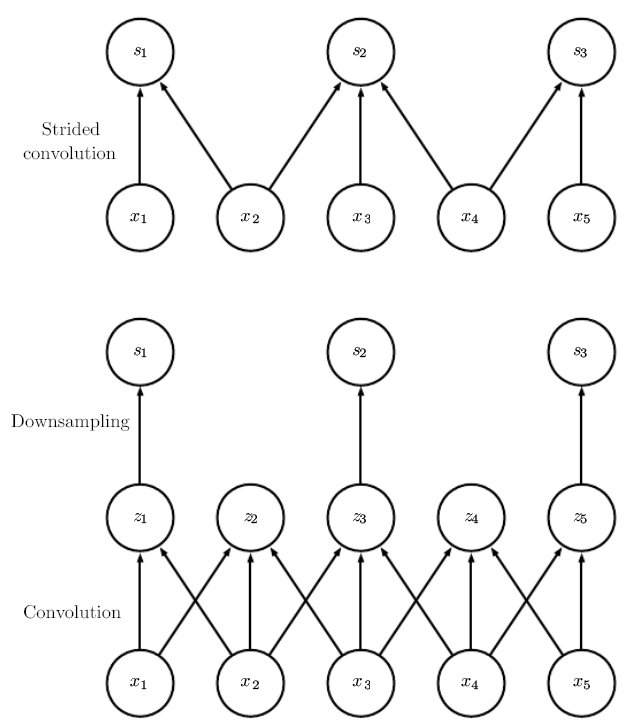 s₁ s₂ s₃
Strided
convolution
x₁ x₂ x₃ x₄ x₅
s₁ s₂ s₃
Downsampling
z₁ z₂ z₃ z₄ z₅
Convolution
x₁ x₂ x₃ x₄ x₅